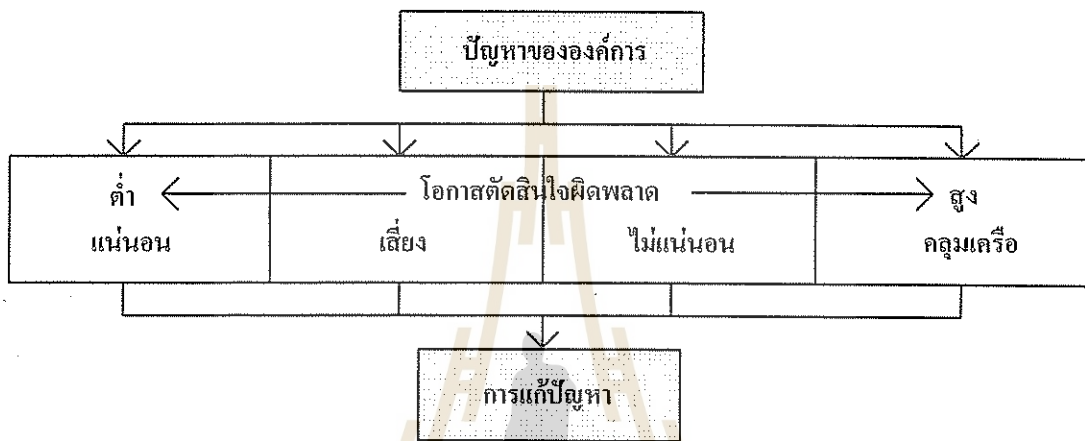 ปัญหาขององค์การ
ต่ำ โอกาสตัดสินใจผิดพลาด สูง
แน่นอน เสี่ยง ไม่แน่นอน คลุมเครือ
การแก้ปัญหา